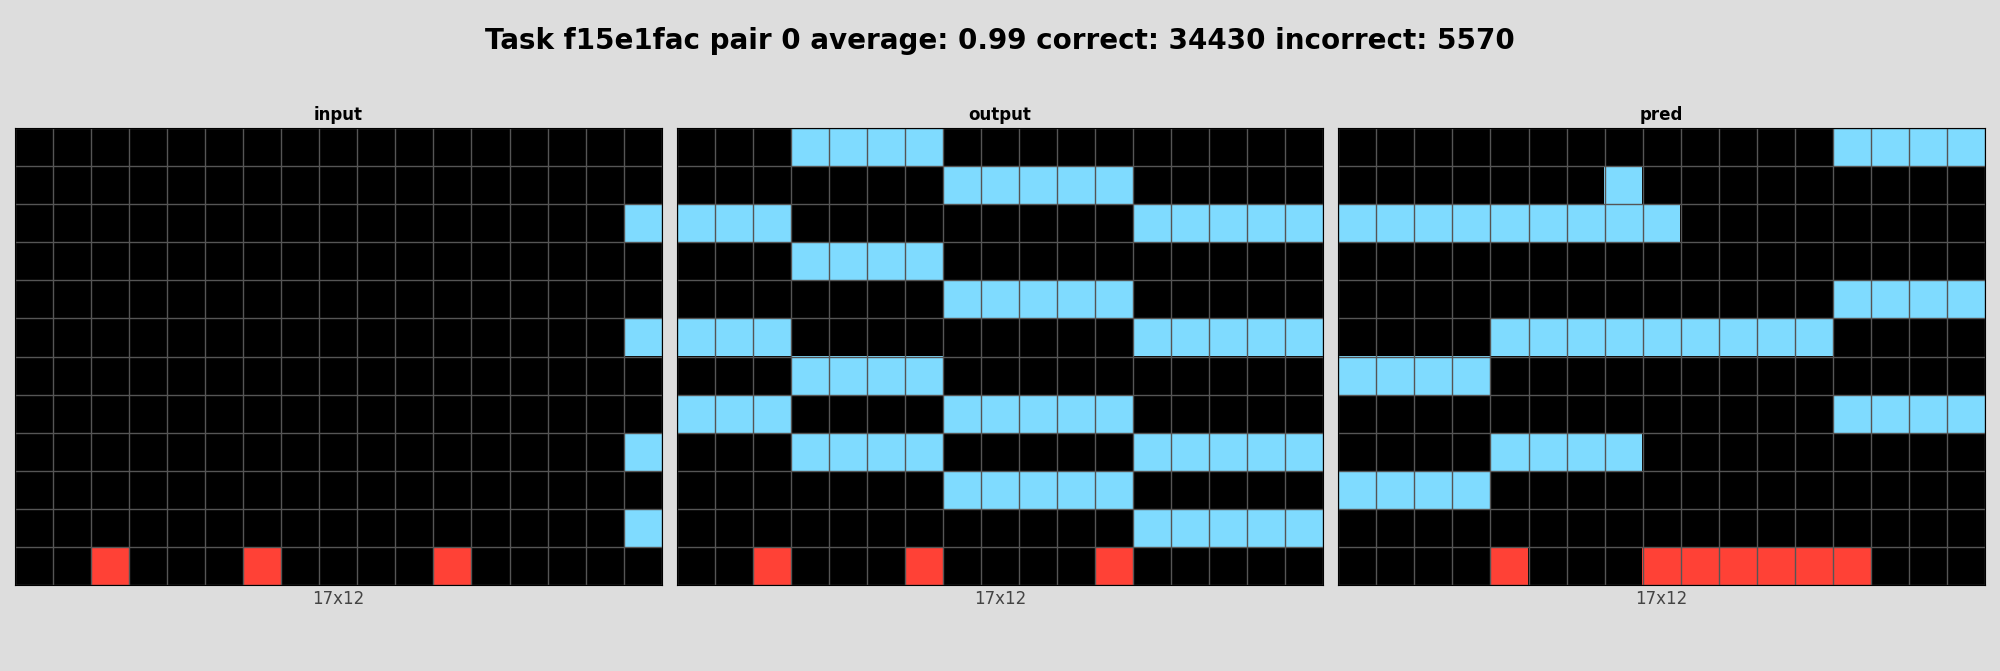 Task f15e1fac pair 0 average: 0.99 correct: 34430 incorrect: 5570
input
output
pred
17x12
17x12
17x12